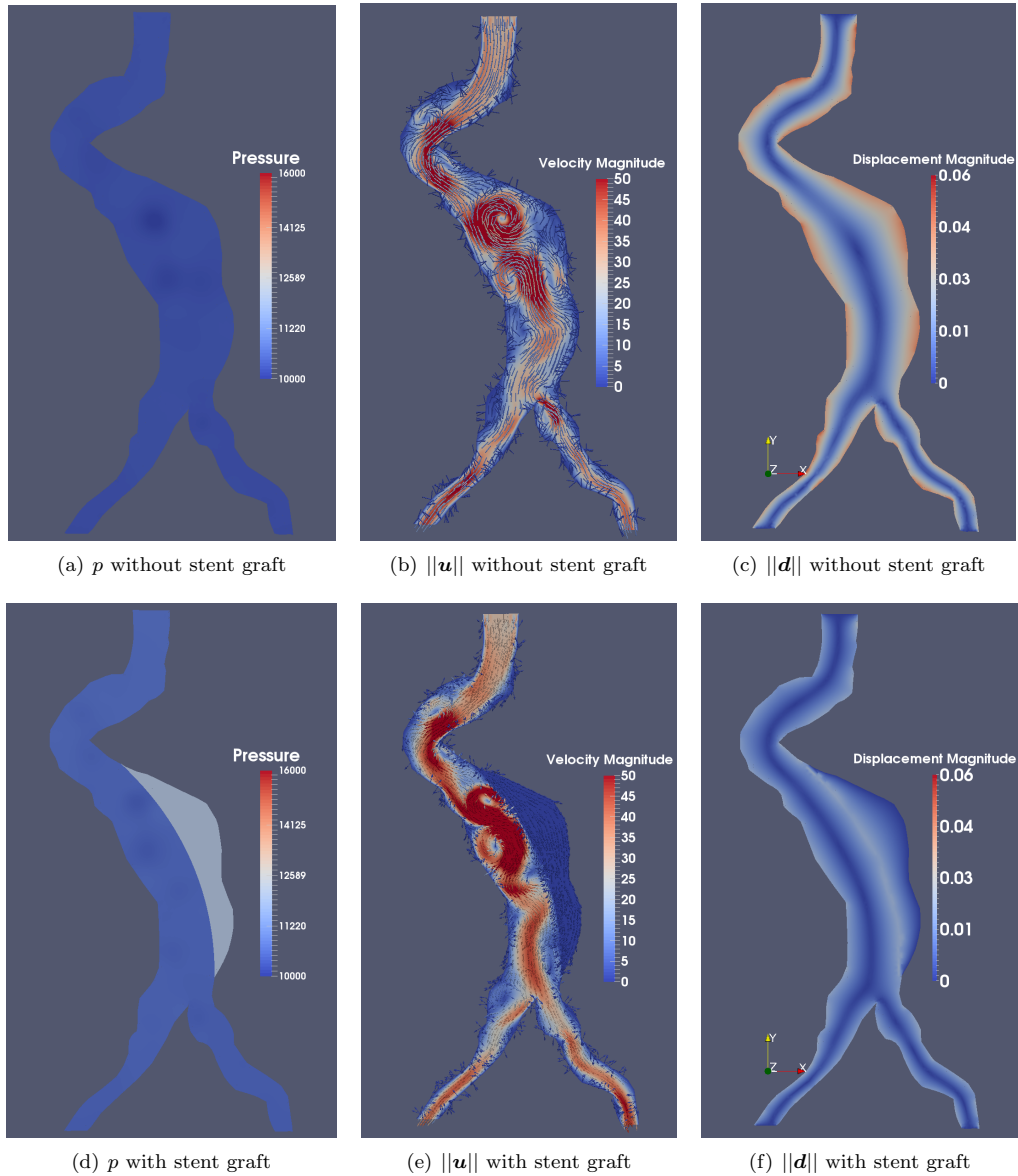 Pressure
16000
14125
12589
11220
10000
Velocity Magnitude
50
45
40
35
30
25
20
15
10
5
0
Displacement Magnitude
0.06
0.04
0.03
0.01
0
Y
Z
X
(a) p without stent graft
(b) ||u|| without stent graft
(c) ||d|| without stent graft
Pressure
16000
14125
12589
11220
10000
Velocity Magnitude
50
45
40
35
30
25
20
15
10
5
0
Displacement Magnitude
0.06
0.04
0.03
0.01
0
Y
Z
X
(d) p with stent graft
(e) ||u|| with stent graft
(f) ||d|| with stent graft